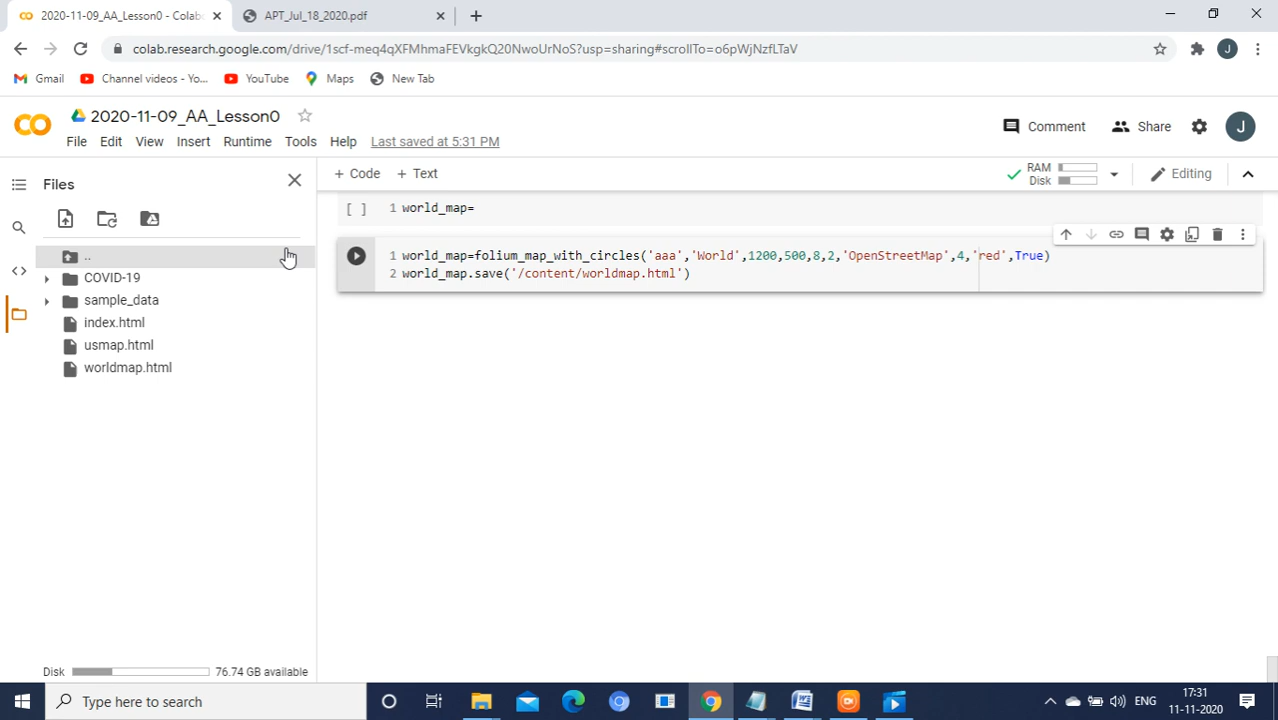 2020-11-09_AA_Lesson0 - Colab
APT_Jul_18_2020.pdf
colab.research.google.com/drive/1scf-meq4qXFMhmaFEVkgkQ20NwoUrNoS?usp=sharing#scrollTo=o6pWjNzfLTaV
J
Gmail
Channel videos - Yo...
YouTube
Maps
New Tab
2020-11-09_AA_Lesson0
Comment
Share
J
File Edit View Insert Runtime Tools Help Last saved at 5:31 PM
Files
+ Code + Text
RAM
Disk
Editing
..
COVID-19
sample_data
index.html
usmap.html
worldmap.html
[ ] 1 world_map=
1 world_map=folium_map_with_circles('aaa','World',1200,500,8,2,'OpenStreetMap',4,'red',True)
2 world_map.save('/content/worldmap.html')
Disk 76.74 GB available
Type here to search
ENG
17:31
11-11-2020